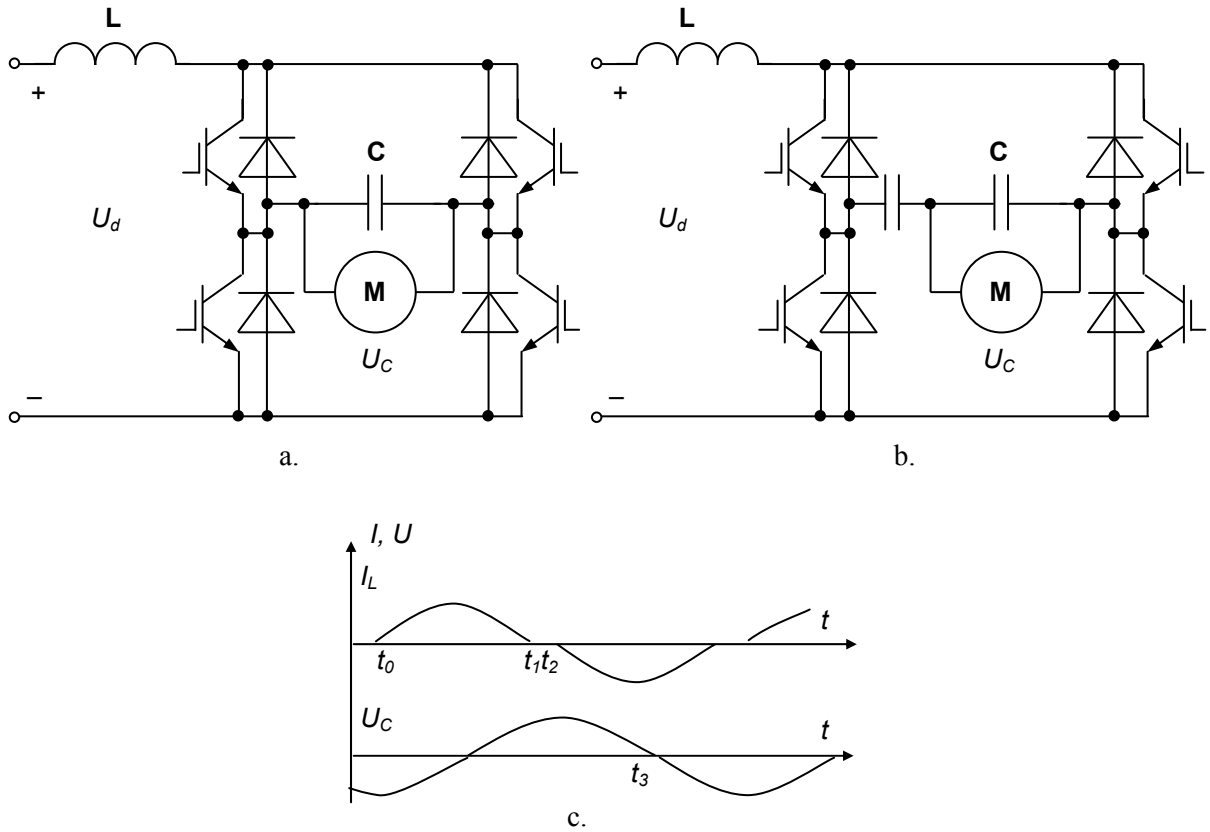 L
L
+
+
C
C
U_d
U_d
M
M
U_C
U_C
–
–
a.
b.
I, U
I_L
t
t_0
t_1t_2
U_C
t
t_3
c.